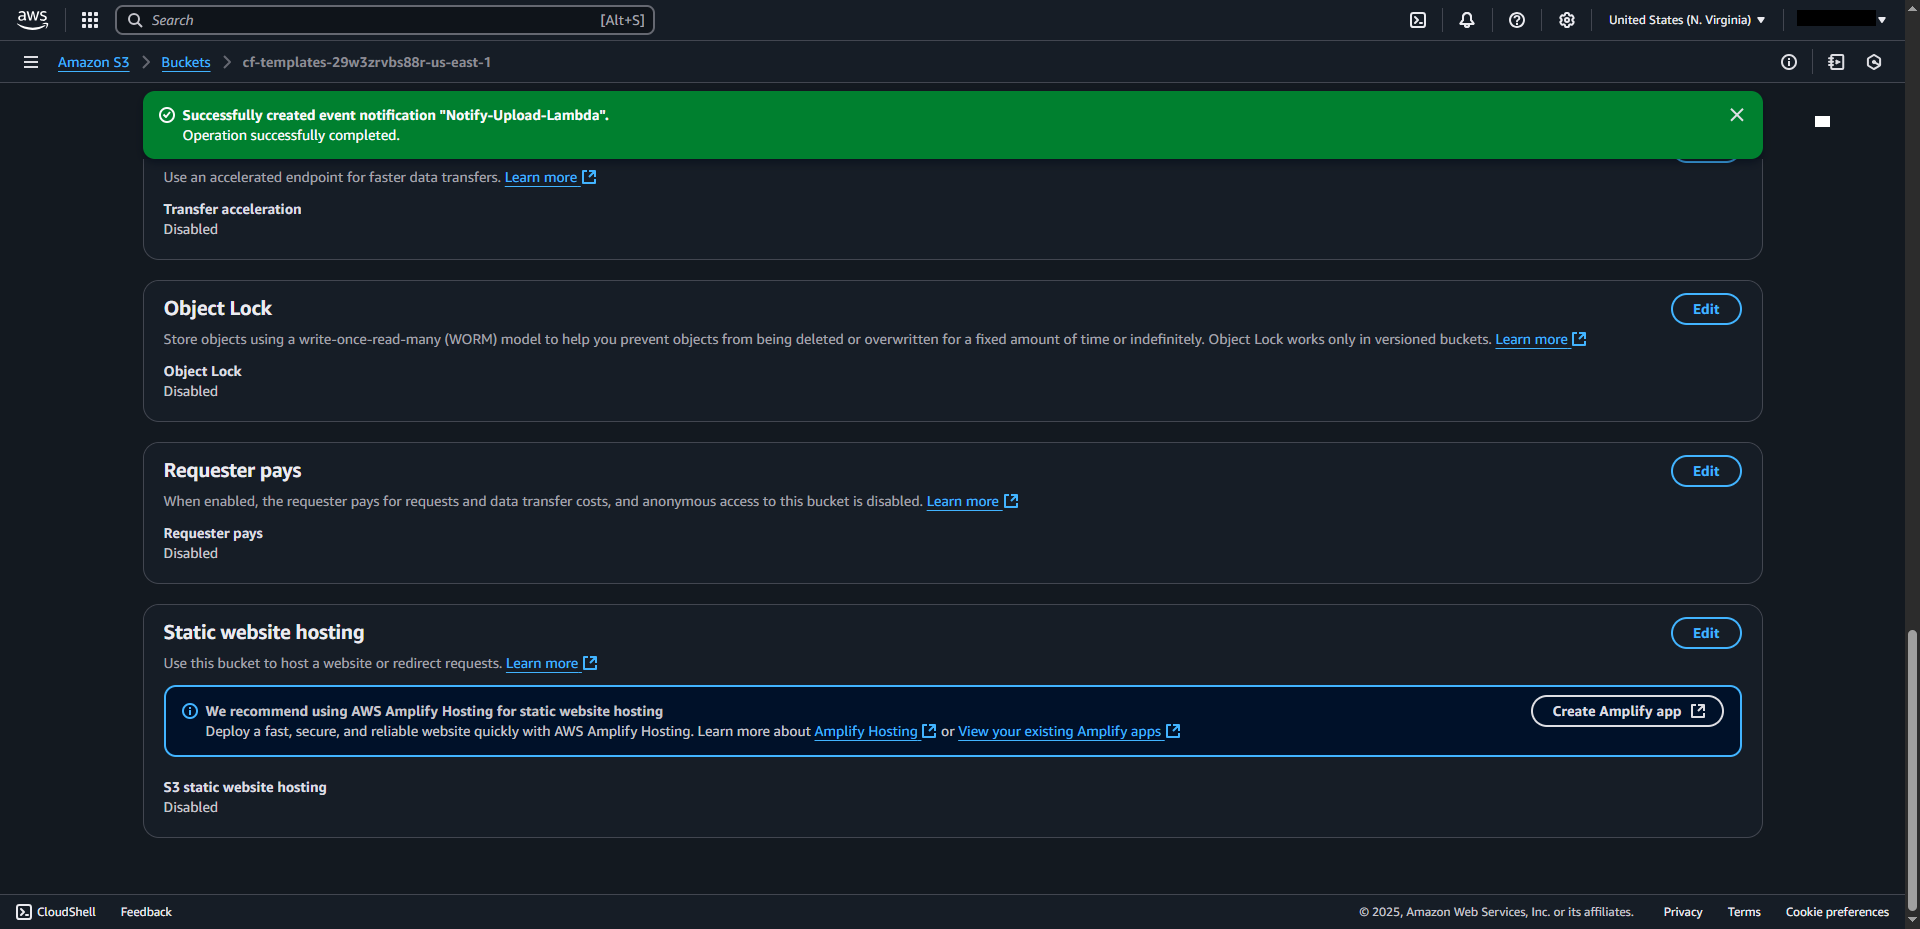 aws
Search [Alt+S]
United States (N. Virginia)
Amazon S3
Buckets
cf-templates-29w3zrvbs88r-us-east-1
Successfully created event notification "Notify-Upload-Lambda".
Operation successfully completed.
Use an accelerated endpoint for faster data transfers. Learn more
Transfer acceleration
Disabled
Object Lock
Edit
Store objects using a write-once-read-many (WORM) model to help you prevent objects from being deleted or overwritten for a fixed amount of time or indefinitely. Object Lock works only in versioned buckets. Learn more
Object Lock
Disabled
Requester pays
Edit
When enabled, the requester pays for requests and data transfer costs, and anonymous access to this bucket is disabled. Learn more
Requester pays
Disabled
Static website hosting
Edit
Use this bucket to host a website or redirect requests. Learn more
We recommend using AWS Amplify Hosting for static website hosting
Create Amplify app
Deploy a fast, secure, and reliable website quickly with AWS Amplify Hosting. Learn more about Amplify Hosting or View your existing Amplify apps
S3 static website hosting
Disabled
CloudShell
Feedback
© 2025, Amazon Web Services, Inc. or its affiliates.
Privacy
Terms
Cookie preferences